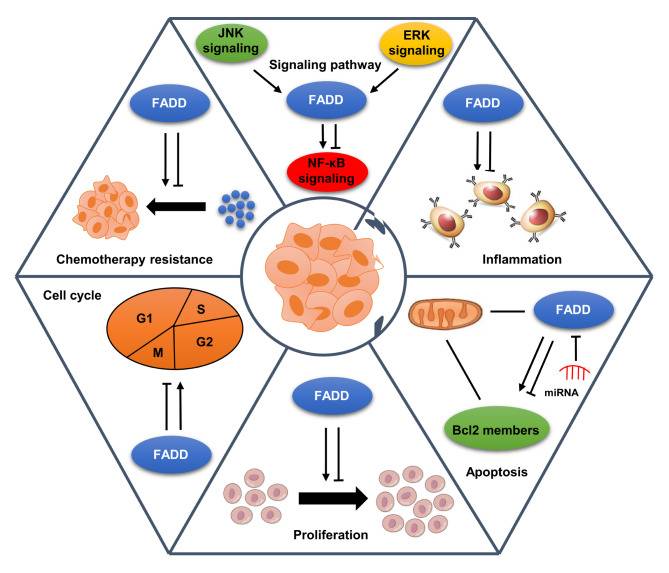 JNK
signaling
ERK
signaling
Signaling pathway
FADD
NF-κB
signaling
FADD
Chemotherapy resistance
FADD
Inflammation
Cell cycle
G1
S
G2
M
FADD
FADD
Proliferation
FADD
miRNA
Bcl2 members
Apoptosis